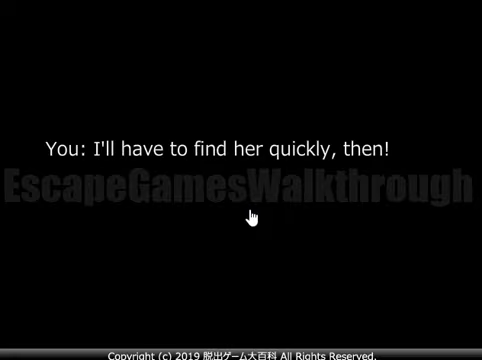 You: I'll have to find her quickly, then!
EscapeGamesWalkthrough
Copyright (c) 2019 脱出ゲーム大百科 All Rights Reserved.